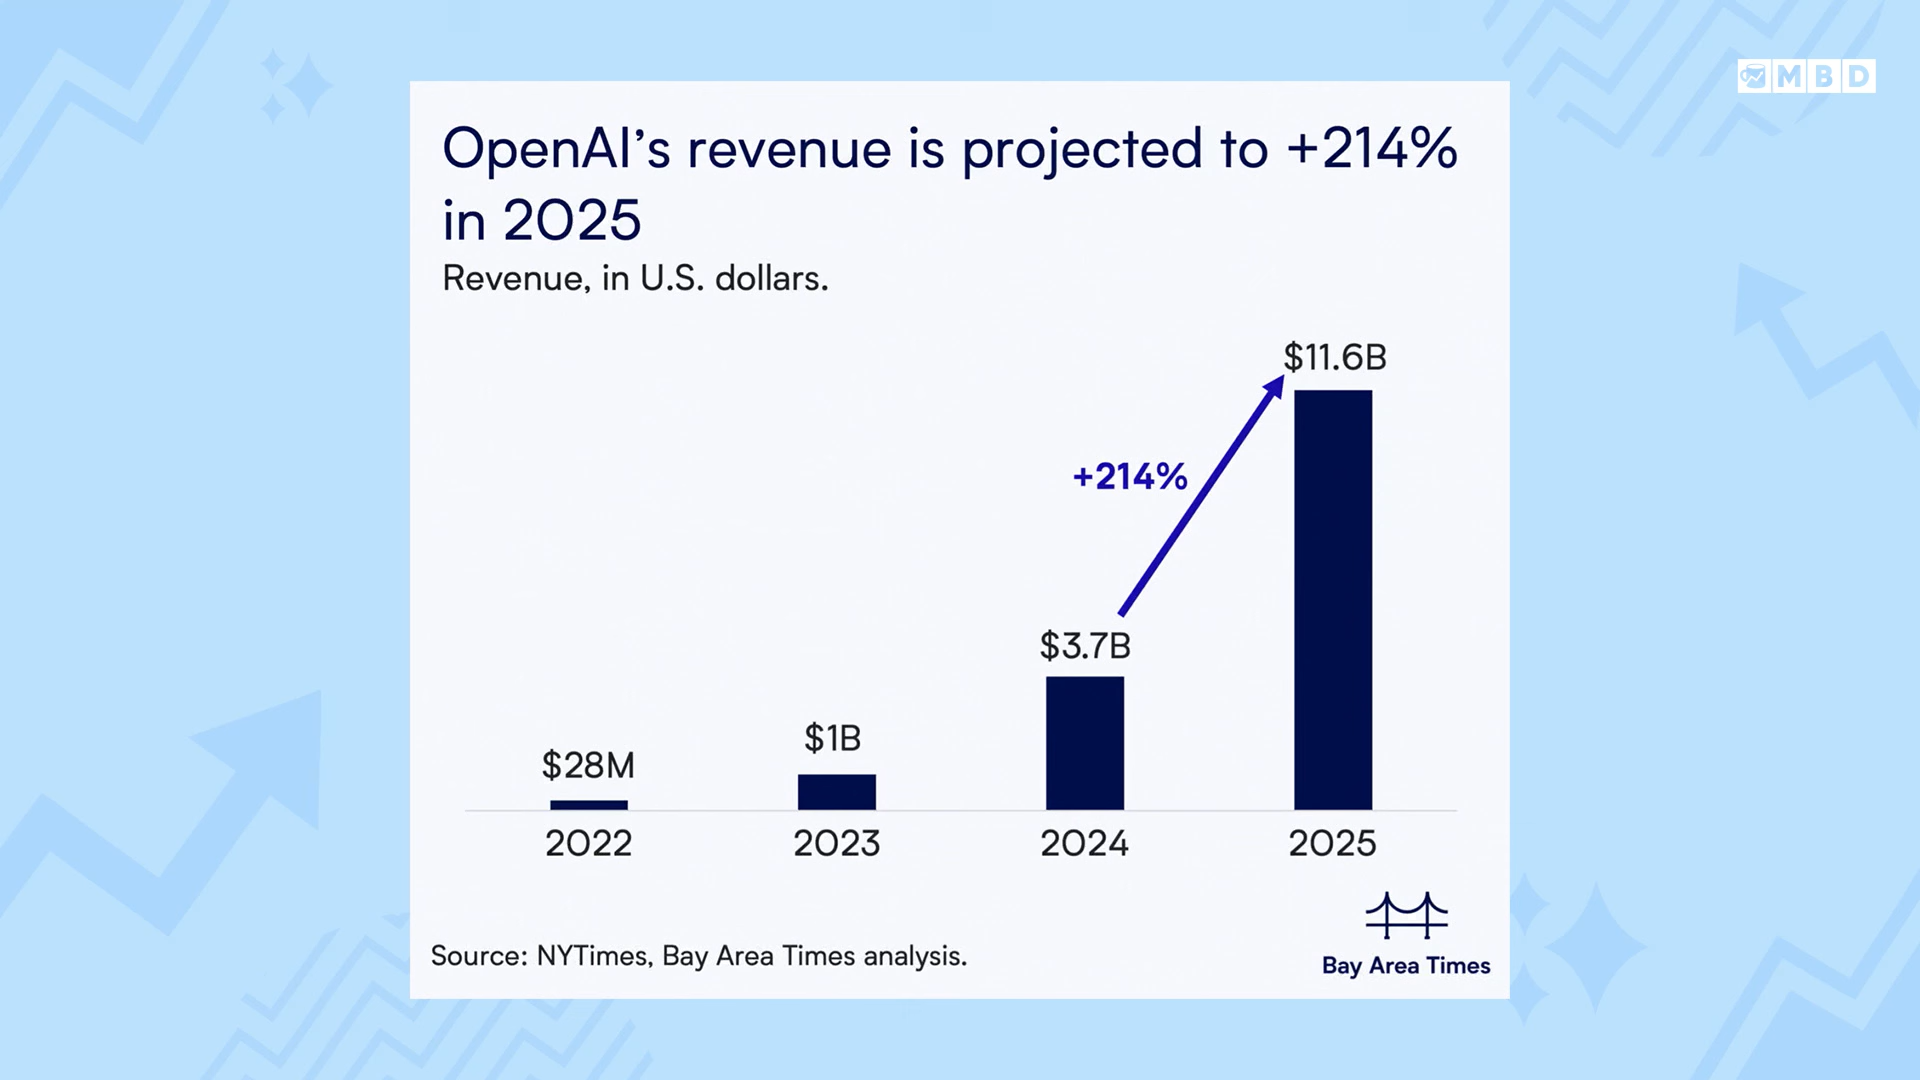 MBD
OpenAI’s revenue is projected to +214%
in 2025
Revenue, in U.S. dollars.
$11.6B
+214%
$3.7B
$1B
$28M
2022 2023 2024 2025
Source: NYTimes, Bay Area Times analysis.
Bay Area Times